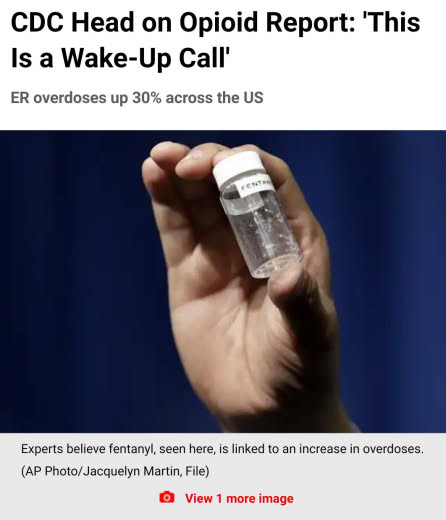 CDC Head on Opioid Report: 'This
Is a Wake-Up Call'
ER overdoses up 30% across the US
FENTAN
Experts believe fentanyl, seen here, is linked to an increase in overdoses.
(AP Photo/Jacquelyn Martin, File)
View 1 more image